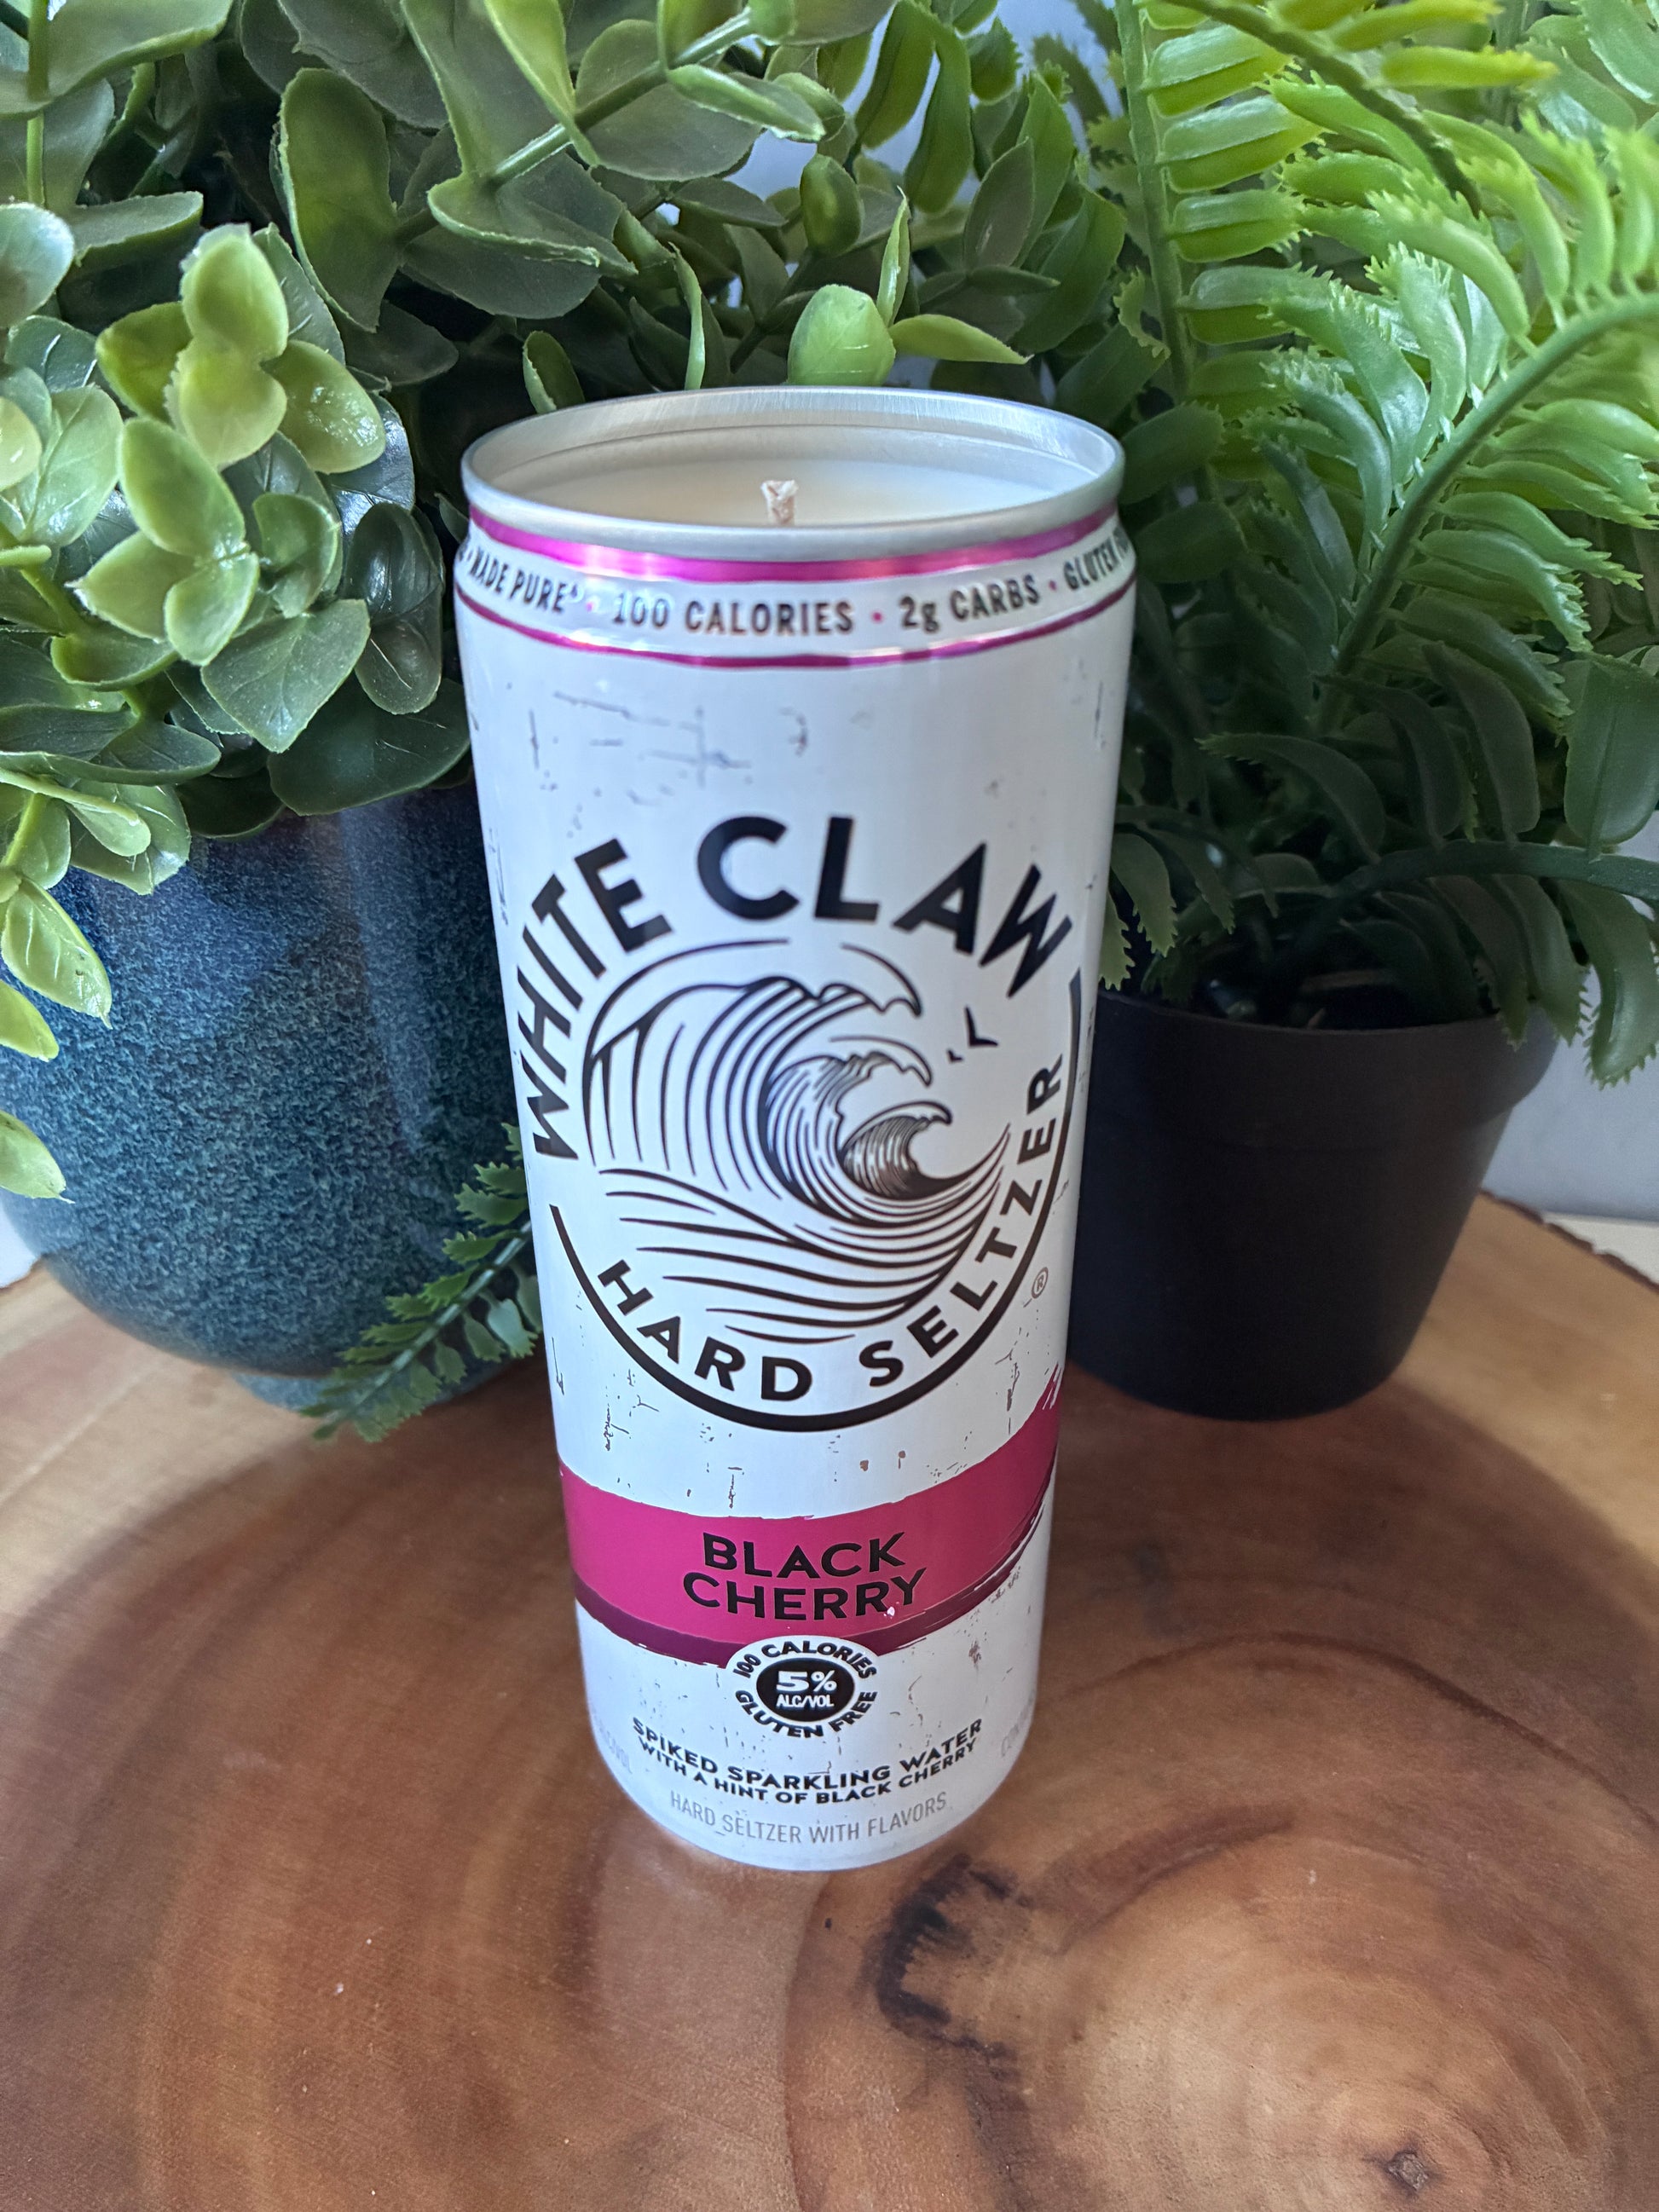 MADE PURE® • 100 CALORIES • 2g CARBS • GLUTEN
WHITE CLAW
HARD SELTZER
®
BLACK
CHERRY
100 CALORIES
5%
ALC/VOL
GLUTEN FREE
SPIKED SPARKLING WATER
WITH A HINT OF BLACK CHERRY
HARD SELTZER WITH FLAVORS